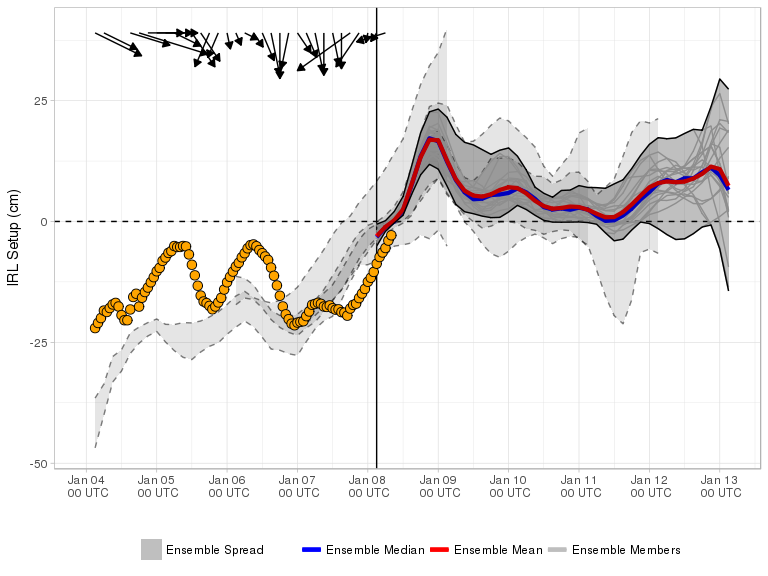 IRL Setup (cm)
25
0
-25
-50
Jan 04 Jan 05 Jan 06 Jan 07 Jan 08 Jan 09 Jan 10 Jan 11 Jan 12 Jan 13
00 UTC 00 UTC 00 UTC 00 UTC 00 UTC 00 UTC 00 UTC 00 UTC 00 UTC 00 UTC
Ensemble Spread Ensemble Median Ensemble Mean Ensemble Members